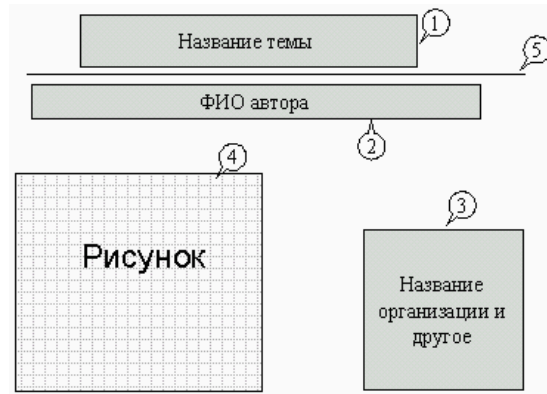 1
Название темы
5
ФИО автора
2
4
3
Рисунок
Название
организации и
другое